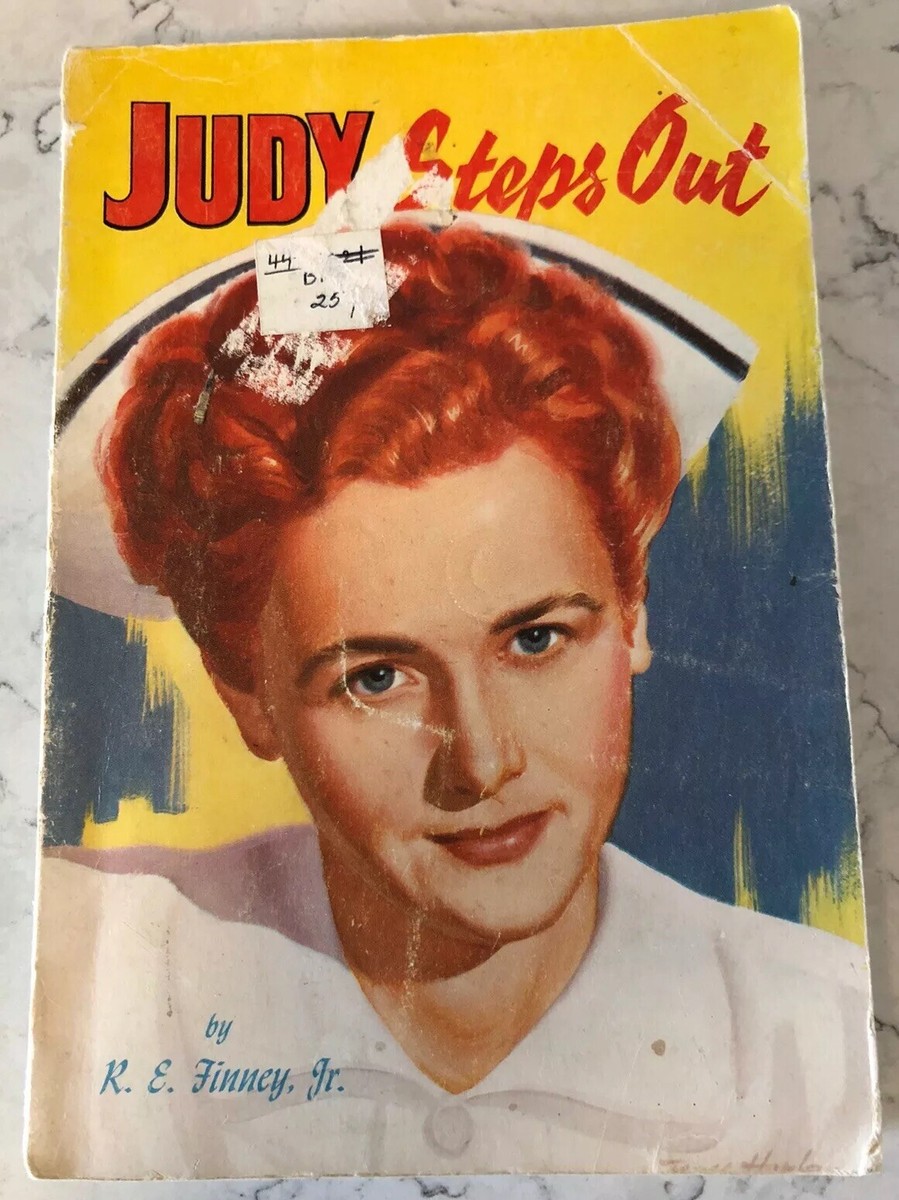 JUDY Steps Out
44
25
by
R. E. Finney, Jr.